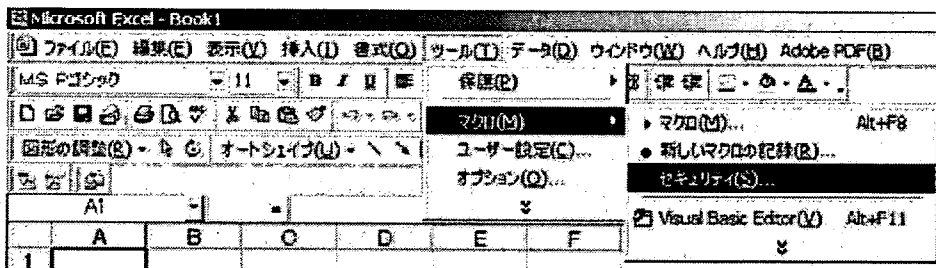 Microsoft Excel - Book1
ファイル(F) 編集(E) 表示(V) 挿入(I) 書式(O) ツール(T) データ(D) ウィンドウ(W) ヘルプ(H) Adobe PDF(B)
MS Pゴシック 11 B I U 保護(P)
マクロ(M) マクロ(M)... Alt+F8
図形の調整(R) オートシェイプ(U) ユーザー設定(C)... 新しいマクロの記録(R)...
オプション(O)... セキュリティ(S)...
A1 = Visual Basic Editor(V) Alt+F11
A B C D E F
1